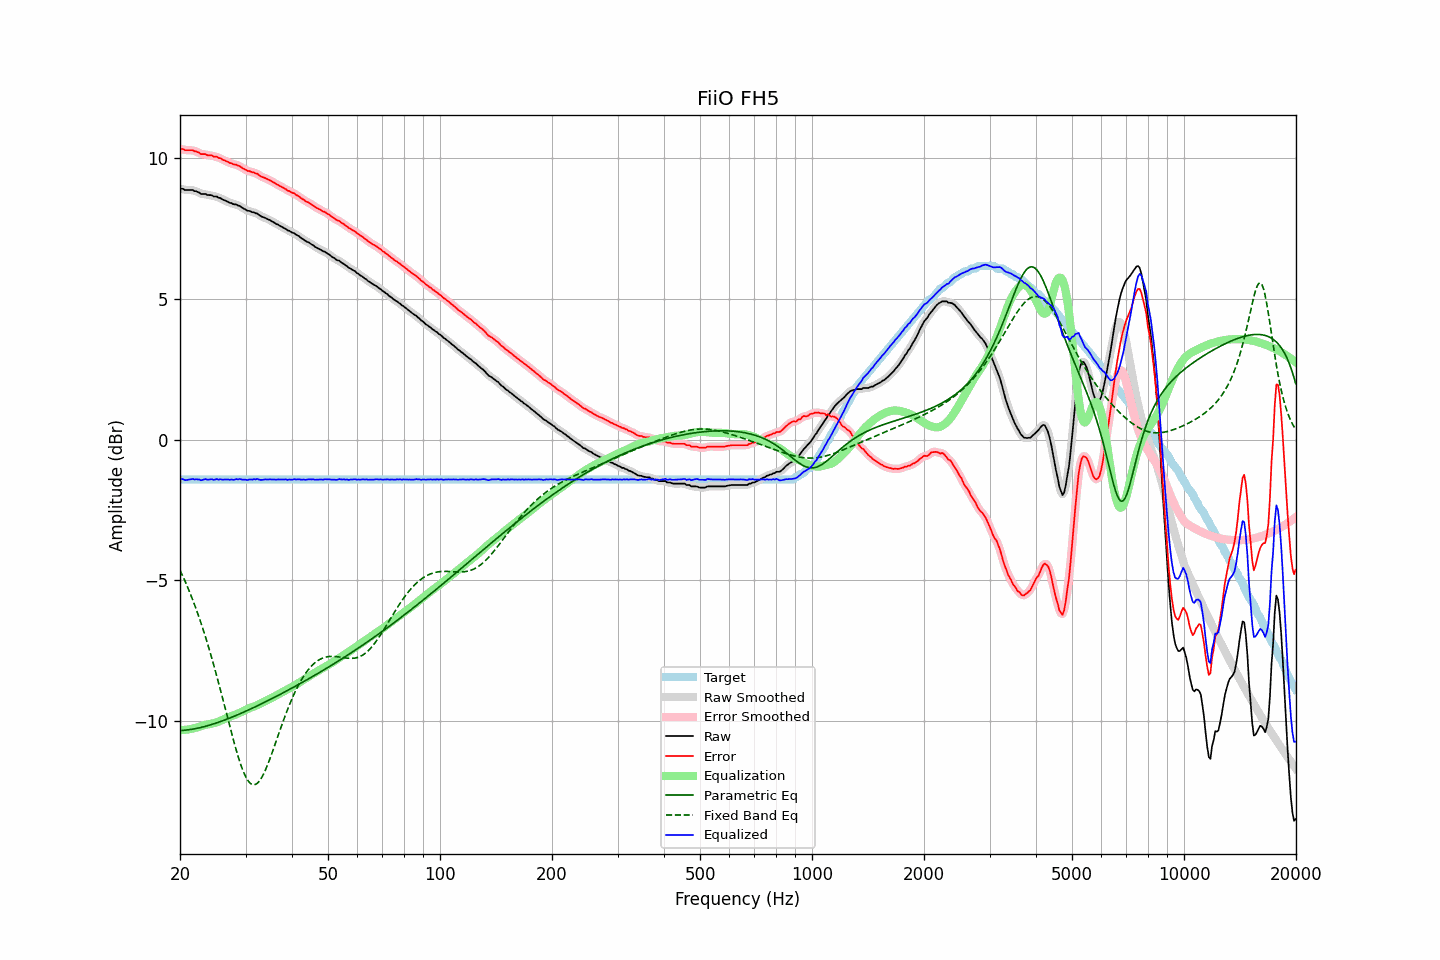 FiiO FH5
Amplitude (dBr)
10
5
0
−5
−10
Target
Raw Smoothed
Error Smoothed
Raw
Error
Equalization
Parametric Eq
Fixed Band Eq
Equalized
20 50 100 200 500 1000 2000 5000 10000 20000
Frequency (Hz)